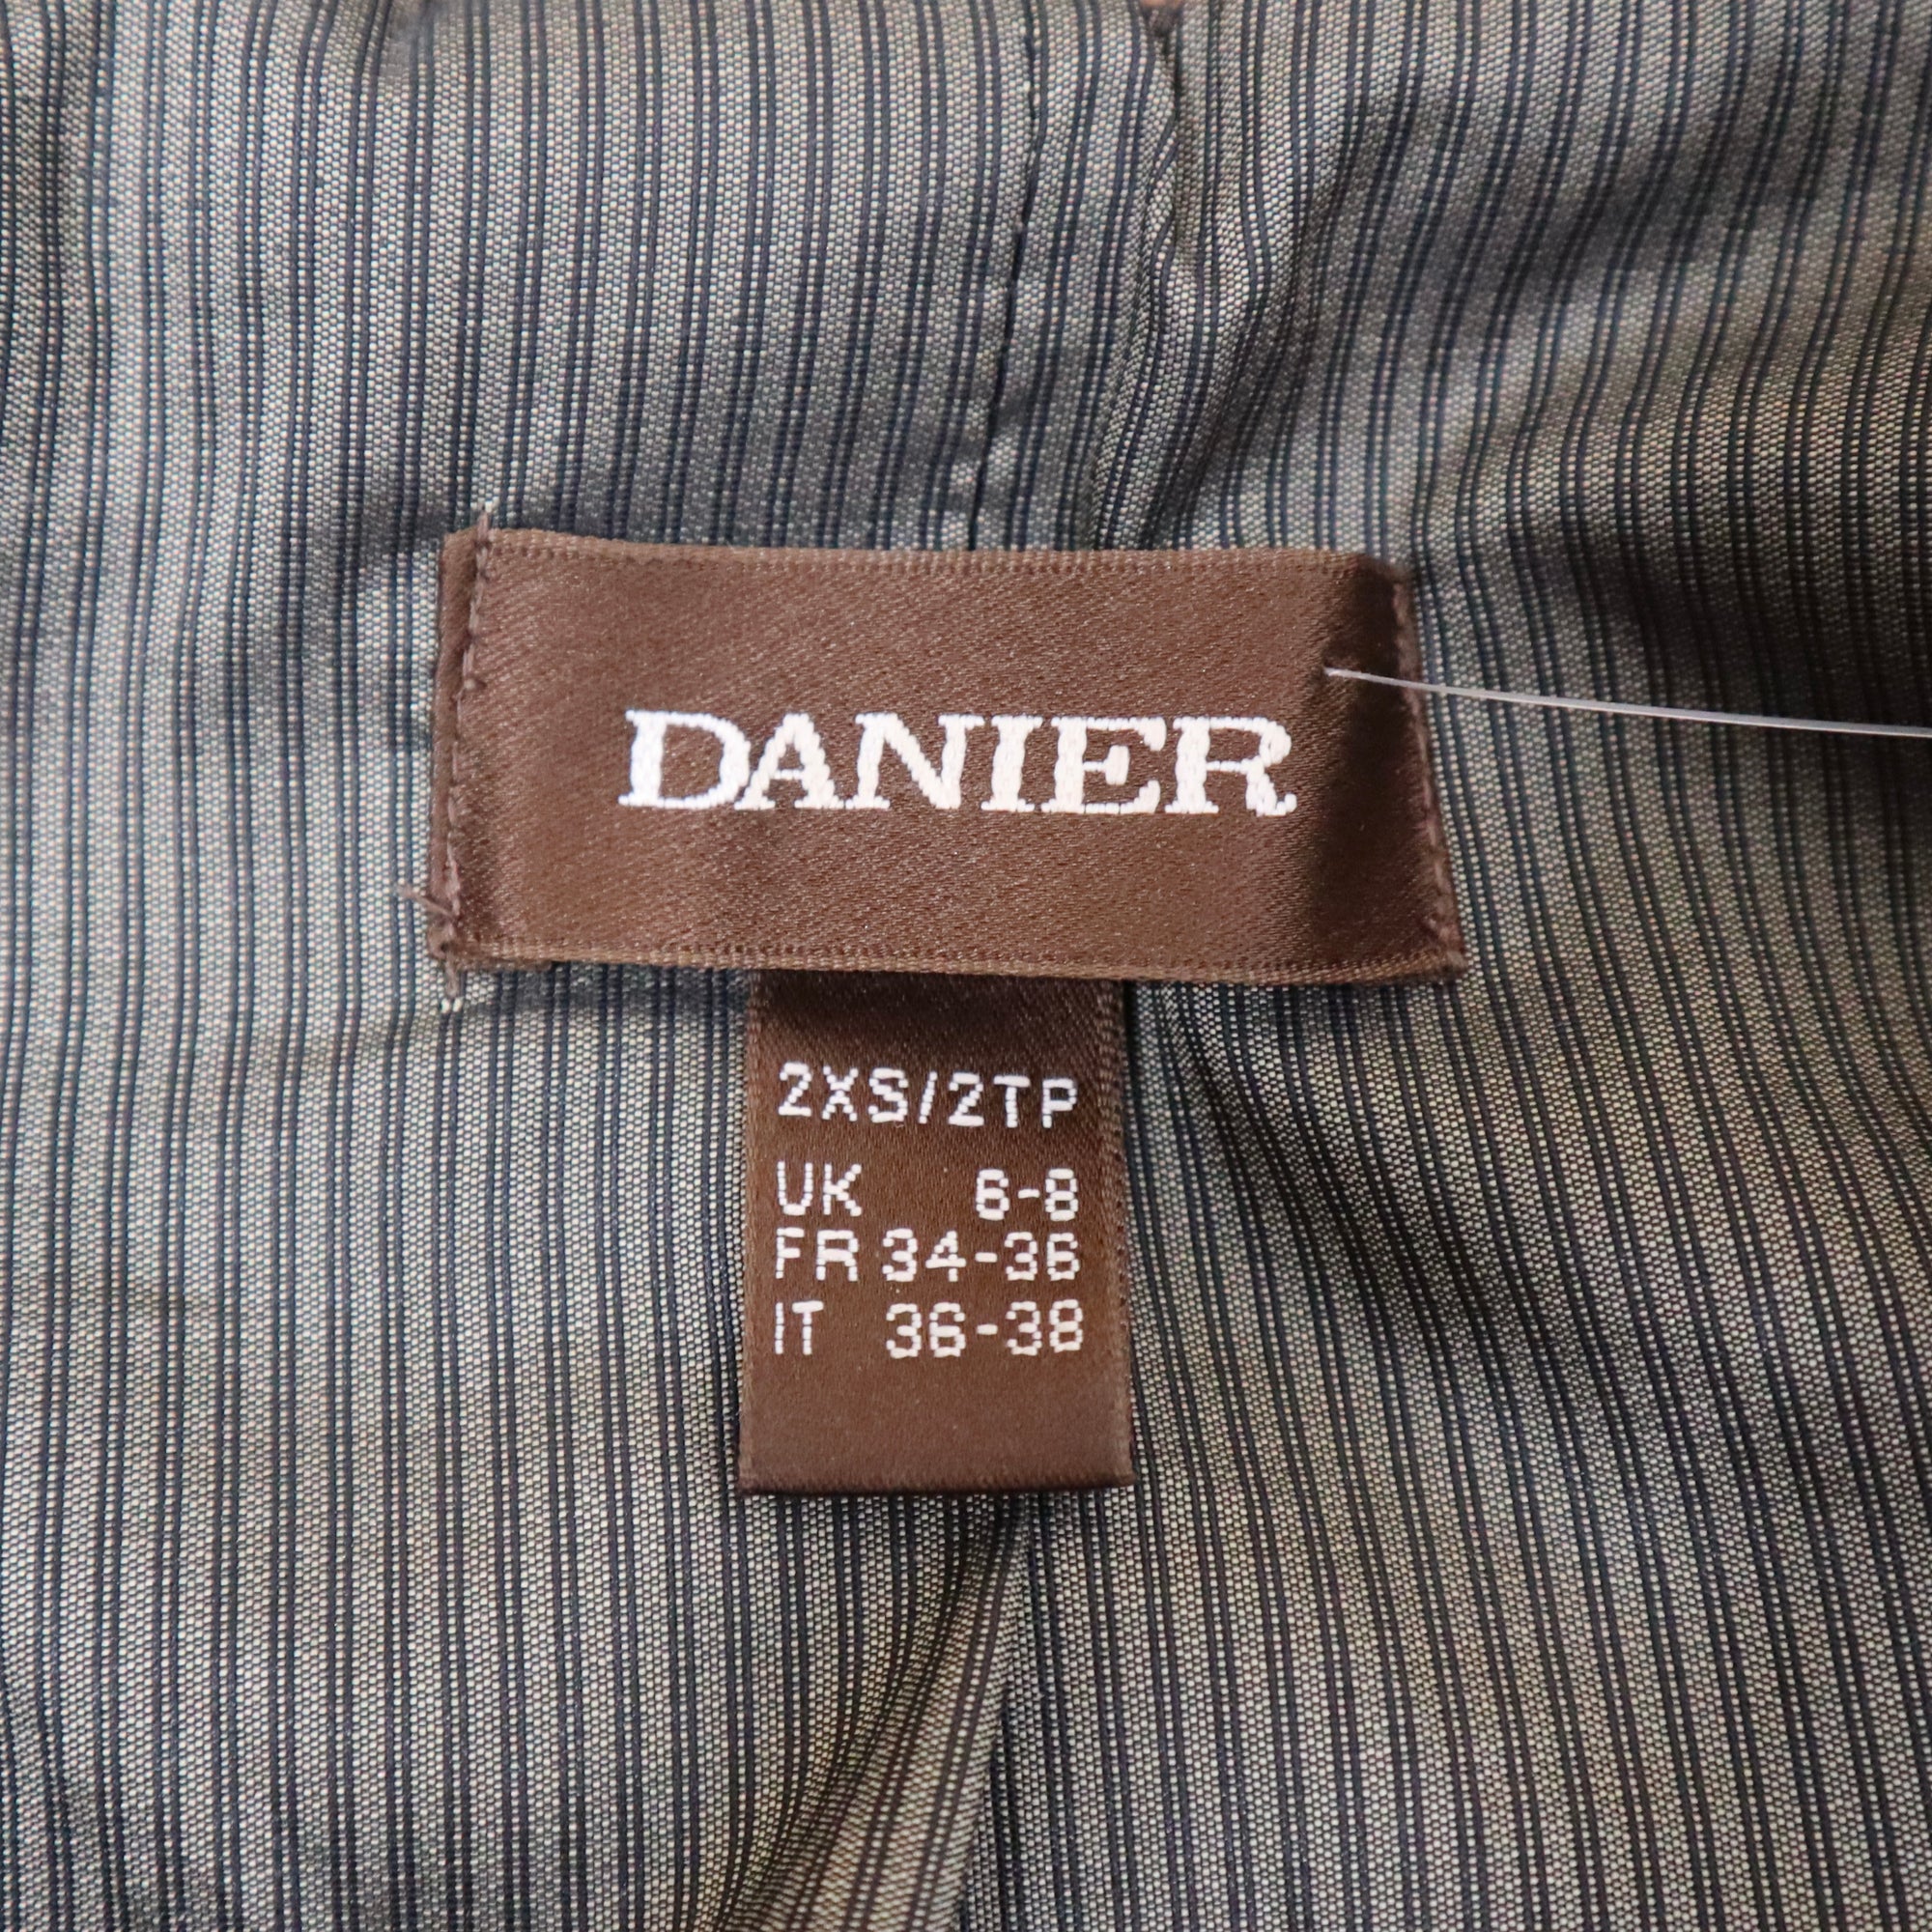 DANIER
2XS/2TP
UK 6-8
FR 34-36
IT 36-38